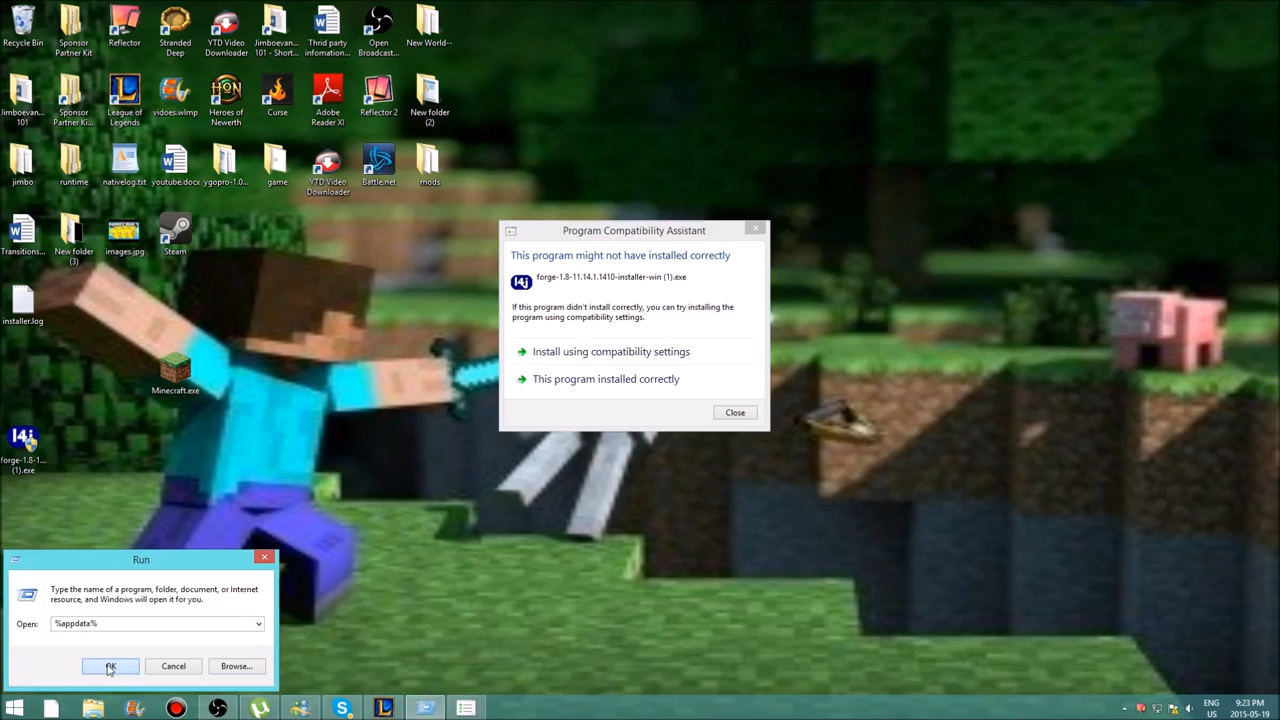 Recycle Bin
Sponsor
Partner Kit
Reflector
Stranded
Deep
YTD Video
Downloader
Jimboevan...
101 - Short...
Thrid party
infomation...
Open
Broadcast...
New World--
Jimboevan...
101
Sponsor
Partner Ki...
League of
Legends
vidoes.wlmp
Heroes of
Newerth
Curse
Adobe
Reader XI
Reflector 2
New folder
(2)
jimbo
runtime
nativelog.txt
youtube.docx
ygopro-1.0...
game
YTD Video
Downloader
Battle.net
mods
Transitions...
New folder
(3)
images.jpg
Steam
installer.log
Minecraft.exe
I4j
forge-1.8-1...
(1).exe
Program Compatibility Assistant
This program might not have installed correctly
I4j
forge-1.8-11.14.1.1410-installer-win (1).exe
If this program didn't install correctly, you can try installing the
program using compatibility settings.
Install using compatibility settings
This program installed correctly
Close
Run
Type the name of a program, folder, document, or Internet
resource, and Windows will open it for you.
Open: %appdata%
OK Cancel Browse...
ENG 9:23 PM
US 2015-05-19